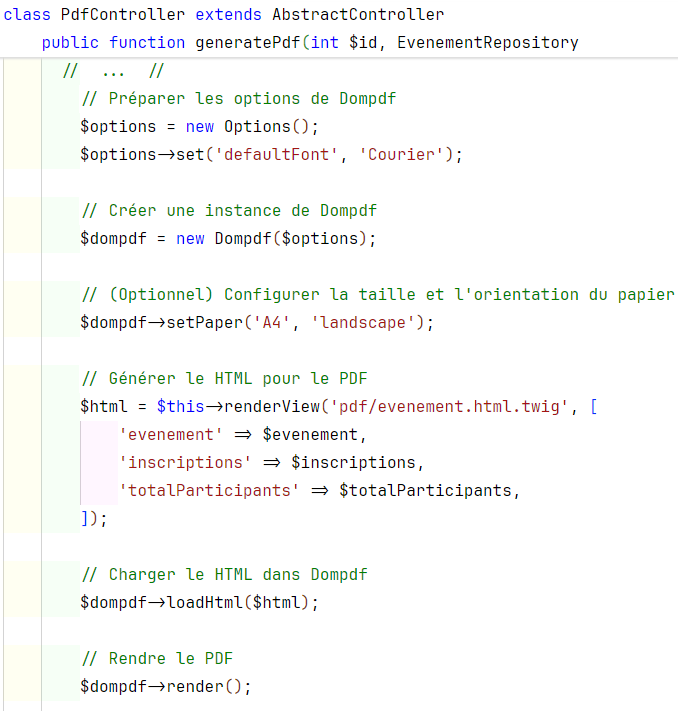 class PdfController extends AbstractController
public function generatePdf(int $id, EvenementRepository
// ... //
// Préparer les options de Dompdf
$options = new Options();
$options->set('defaultFont', 'Courier');
// Créer une instance de Dompdf
$dompdf = new Dompdf($options);
// (Optionnel) Configurer la taille et l'orientation du papier
$dompdf->setPaper('A4', 'landscape');
// Générer le HTML pour le PDF
$html = $this->renderView('pdf/evenement.html.twig', [
'evenement' => $evenement,
'inscriptions' => $inscriptions,
'totalParticipants' => $totalParticipants,
]);
// Charger le HTML dans Dompdf
$dompdf->loadHtml($html);
// Rendre le PDF
$dompdf->render();